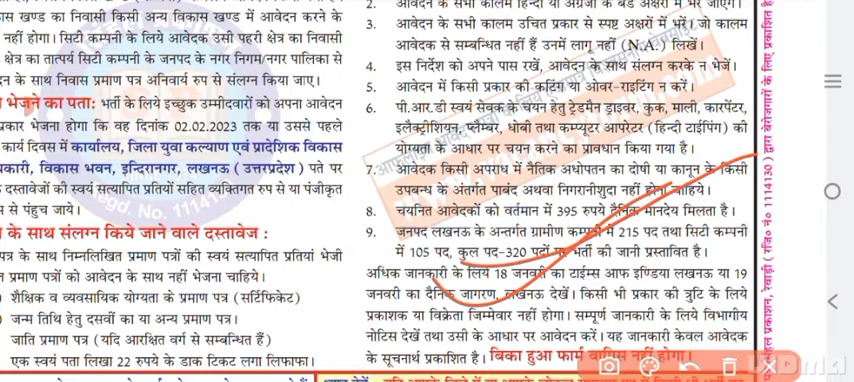 विकास खण्ड का निवासी किसी अन्य विकास खण्ड में आवेदन करने के
नहीं होगा। सिटी कम्पनी के लिये आवेदक उसी पहरी क्षेत्र का निवासी
क्षेत्र का तात्पर्य सिटी कम्पनी के जनपद के नगर निगम/नगर पालिका से
के साथ निवास प्रमाण पत्र अनिवार्य रुप से संलग्न किया जाए।
भेजने का पता: भर्ती के लिये इच्छुक उम्मीदवारों को अपना आवेदन
प्रकार भेजना होगा कि वह दिनांक 02.02.2023 तक या उससे पहले
कार्य दिवस में कार्यालय, जिला युवा कल्याण एवं प्रादेशिक विकास
विकास भवन, इन्दिरानगर, लखनऊ (उत्तरप्रदेश) पते पर
दस्तावेजों की स्वयं सत्यापित प्रतियों सहित व्यक्तिगत रुप से या पंजीकृत
से पंहुच जाये।
के साथ संलग्न किये जाने वाले दस्तावेज :
पत्र के साथ निम्नलिखित प्रमाण पत्रों की स्वयं सत्यापित प्रतियां भेजी
प्रमाण पत्रों को आवेदन के साथ नहीं भेजना चाहिये।
शैक्षिक व व्यवसायिक योग्यता के प्रमाण पत्र (सर्टिफिकेट)
जन्म तिथि हेतु दसवीं का या अन्य प्रमाण पत्र।
जाति प्रमाण पत्र (यदि आरक्षित वर्ग से सम्बन्धित हैं)
एक स्वयं पता लिखा 22 रुपये के डाक टिकट लगा लिफाफा।
2. आवेदन के सभी कालम हिन्दी या अंग्रेजी के बड़े अक्षरों में भरे जाएंगे।
3. आवेदन के सभी कालम उचित प्रकार से स्पष्ट अक्षरों में भरें, जो कालम
आवेदक से सम्बन्धित नहीं हैं उनमें लागू नहीं (N.A.) लिखें।
4. इस निर्देश को अपने पास रखें, आवेदन के साथ संलग्न करके न भेजें।
5. आवेदन में किसी प्रकार की कटिंग या ओवर-राइटिंग न करें।
6. पी.आर.डी स्वयं सेवक के चयन हेतु ट्रेडमैन ड्राइवर, कुक, माली, कारपेंटर,
इलैक्ट्रीशियन, प्लेम्बर, धोबी तथा कम्प्यूटर आपरेटर (हिन्दी टाईपिंग) की
योग्यता के आधार पर चयन करने का प्रावधान किया गया है।
7. आवेदक किसी अपराध में नैतिक अधोपतन का दोषी या कानून के किसी
उपबन्ध के अंतर्गत पाबंद अथवा निगरानीशुदा नहीं होना चाहिये।
8. चयनित आवेदकों को वर्तमान में 395 रुपये दैनिक मानदेय मिलता है।
9. जनपद लखनऊ के अन्तर्गत ग्रामीण कम्पनी में 215 पद तथा सिटी कम्पनी
में 105 पद, कुल पद-320 पदों पर भर्ती की जानी प्रस्तावित है।
अधिक जानकारी के लिये 18 जनवरी का टाईम्स आफ इण्डिया लखनऊ या 19
जनवरी का दैनिक जागरण, लखनऊ देखें। किसी भी प्रकार की त्रुटि के लिये
प्रकाशक या विक्रेता जिम्मेवार नहीं होगा। सम्पूर्ण जानकारी के लिये विभागीय
नोटिस देखें तथा उसी के आधार पर आवेदन करें। यह जानकारी केवल आवेदक
के सूचनार्थ प्रकाशित है। बिका हुआ फार्म वापिस नहीं होगा।
प्रकाशन, रेवाड़ी (रजि० नं० 1114130) द्वारा बेरोजगारों के लिए प्रकाशित है